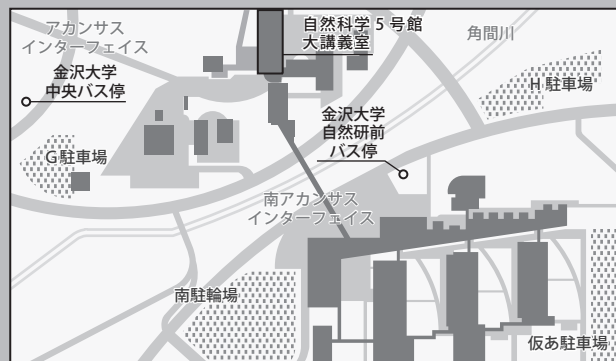 アカンサス
インターフェイス
自然科学5号館
大講義室
角間川
金沢大学
中央バス停
H駐車場
金沢大学
自然研前
バス停
G駐車場
南アカンサス
インターフェイス
南駐輪場
仮あ駐車場